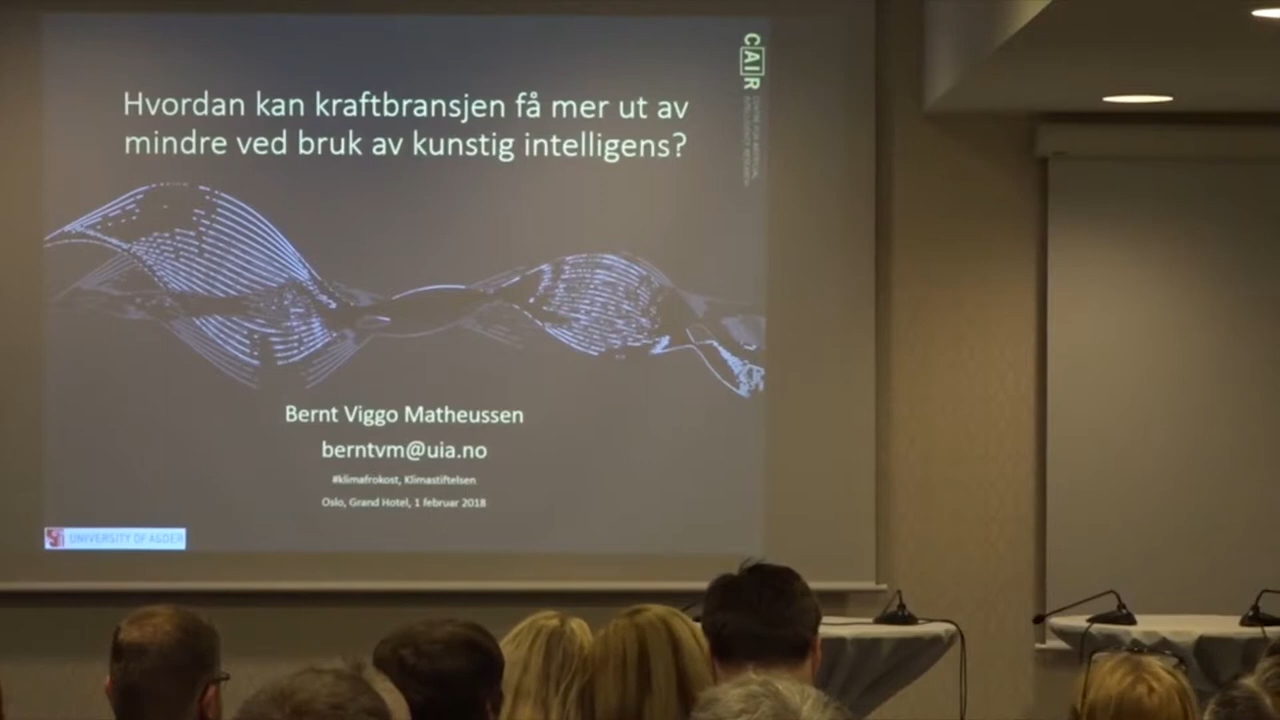 CAIR
Hvordan kan kraftbransjen få mer ut av
mindre ved bruk av kunstig intelligens?
Bernt Viggo Matheussen
berntvm@uia.no
#klimafrokost, Klimastiftelsen
Oslo, Grand Hotel, 1 februar 2018
UNIVERSITY OF AGDER